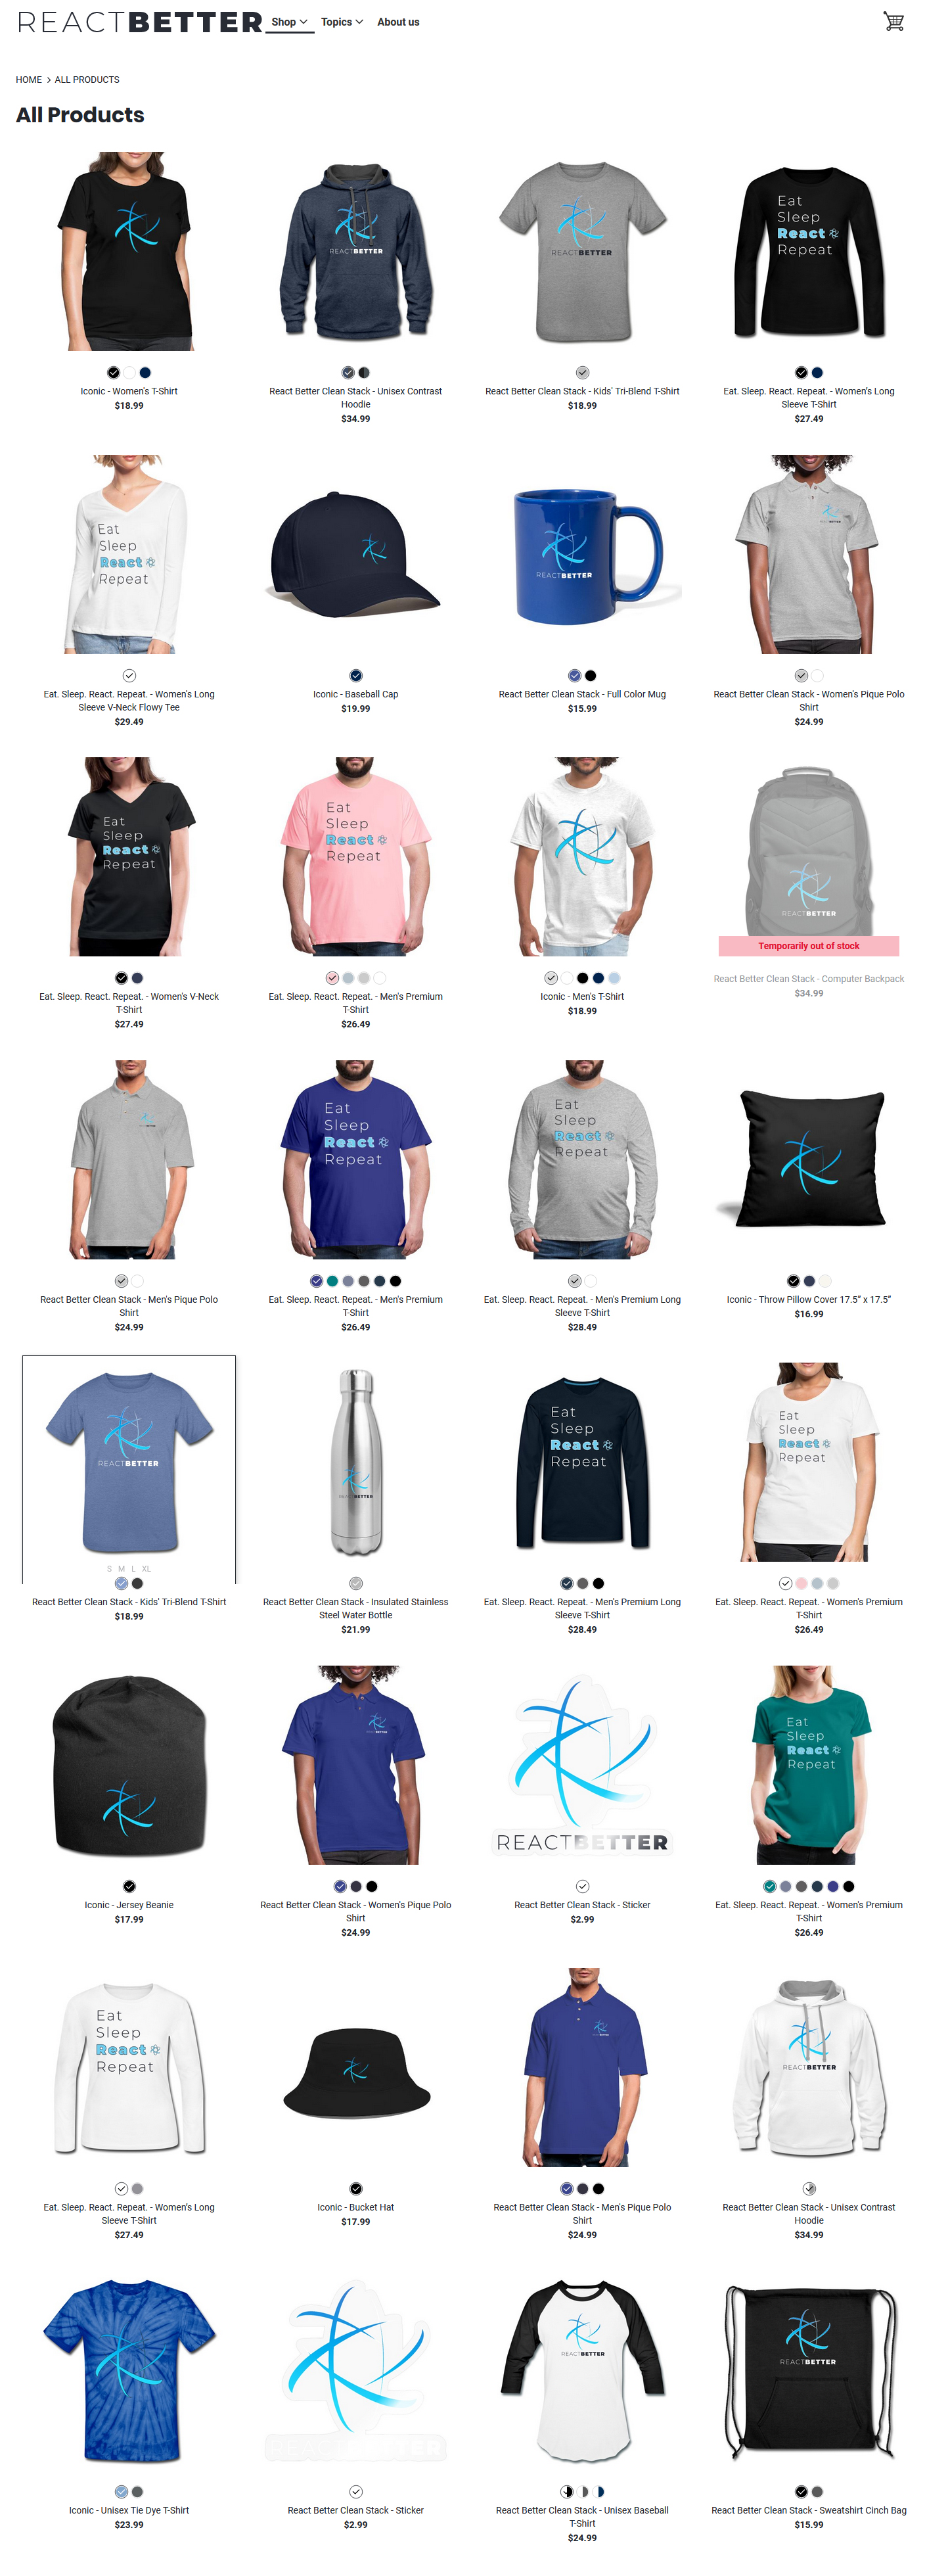 REACTBETTER Shop Topics About us
HOME > ALL PRODUCTS
All Products
REACTBETTER
REACTBETTER
Eat
Sleep
React
Repeat
Iconic - Women's T-Shirt
$18.99
React Better Clean Stack - Unisex Contrast
Hoodie
$34.99
React Better Clean Stack - Kids' Tri-Blend T-Shirt
$18.99
Eat. Sleep. React. Repeat. - Women's Long
Sleeve T-Shirt
$27.49
Eat
Sleep
React
Repeat
REACTBETTER
REACTBETTER
Eat. Sleep. React. Repeat. - Women's Long
Sleeve V-Neck Flowy Tee
$29.49
Iconic - Baseball Cap
$19.99
React Better Clean Stack - Full Color Mug
$15.99
React Better Clean Stack - Women's Pique Polo
Shirt
$24.99
Eat
Sleep
React
Repeat
Eat
Sleep
React
Repeat
REACTBETTER
Temporarily out of stock
Eat. Sleep. React. Repeat. - Women's V-Neck
T-Shirt
$27.49
Eat. Sleep. React. Repeat. - Men's Premium
T-Shirt
$26.49
Iconic - Men's T-Shirt
$18.99
React Better Clean Stack - Computer Backpack
$34.99
Eat
Sleep
React
Repeat
Eat
Sleep
React
Repeat
React Better Clean Stack - Men's Pique Polo
Shirt
$24.99
Eat. Sleep. React. Repeat. - Men's Premium
T-Shirt
$26.49
Eat. Sleep. React. Repeat. - Men's Premium Long
Sleeve T-Shirt
$28.49
Iconic - Throw Pillow Cover 17.5" x 17.5"
$16.99
REACTBETTER
S M L XL
REACTBETTER
Eat
Sleep
React
Repeat
Eat
Sleep
React
Repeat
React Better Clean Stack - Kids' Tri-Blend T-Shirt
$18.99
React Better Clean Stack - Insulated Stainless
Steel Water Bottle
$21.99
Eat. Sleep. React. Repeat. - Men's Premium Long
Sleeve T-Shirt
$28.49
Eat. Sleep. React. Repeat. - Women's Premium
T-Shirt
$26.49
REACTBETTER
Eat
Sleep
React
Repeat
Iconic - Jersey Beanie
$17.99
React Better Clean Stack - Women's Pique Polo
Shirt
$24.99
React Better Clean Stack - Sticker
$2.99
Eat. Sleep. React. Repeat. - Women's Premium
T-Shirt
$26.49
Eat
Sleep
React
Repeat
REACTBETTER
Eat. Sleep. React. Repeat. - Women's Long
Sleeve T-Shirt
$27.49
Iconic - Bucket Hat
$17.99
React Better Clean Stack - Men's Pique Polo
Shirt
$24.99
React Better Clean Stack - Unisex Contrast
Hoodie
$34.99
REACTBETTER
REACTBETTER
REACTBETTER
Iconic - Unisex Tie Dye T-Shirt
$23.99
React Better Clean Stack - Sticker
$2.99
React Better Clean Stack - Unisex Baseball
T-Shirt
$24.99
React Better Clean Stack - Sweatshirt Cinch Bag
$15.99